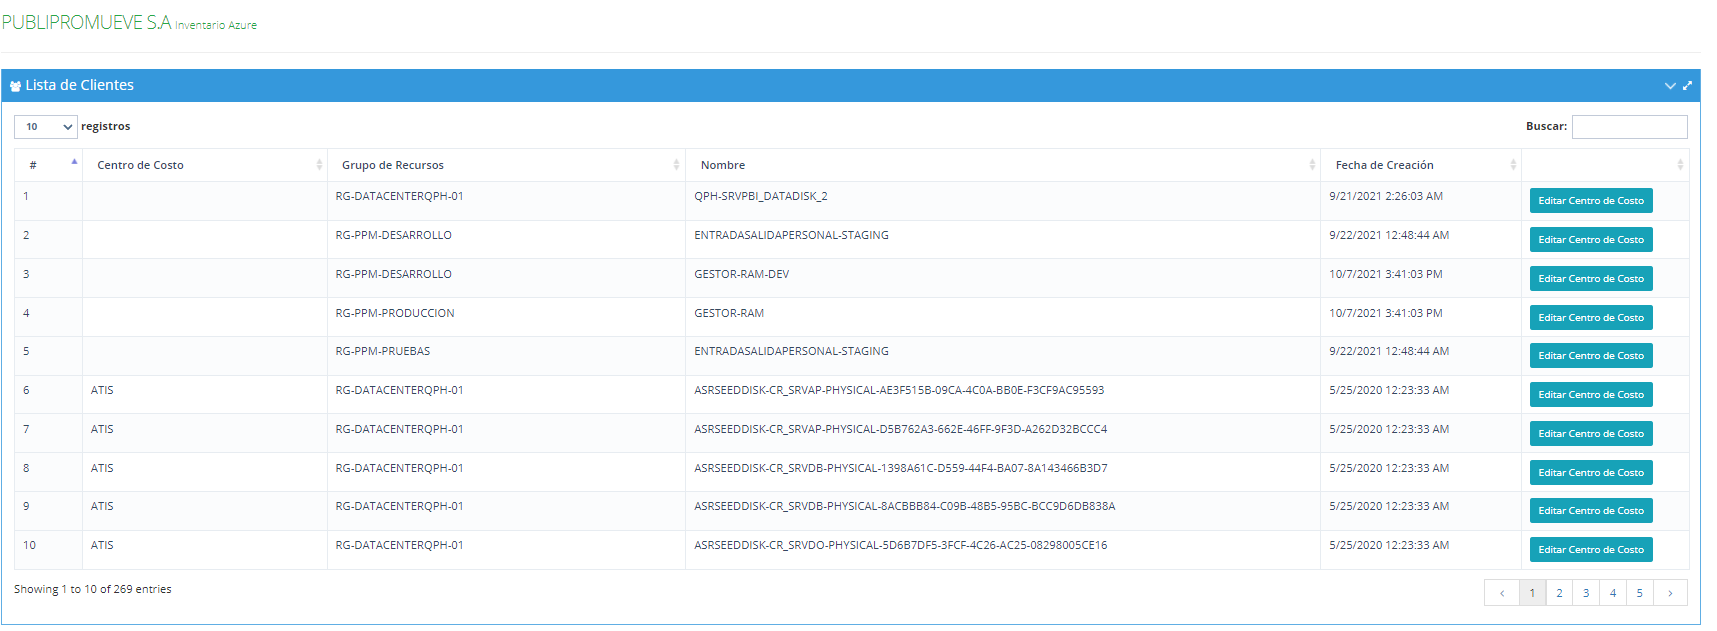 PUBLIPROMUEVE S.A Inventario Azure
Lista de Clientes
10 registros Buscar:
# Centro de Costo Grupo de Recursos Nombre Fecha de Creación
1 RG-DATACENTERQPH-01 QPH-SRVPBI_DATADISK_2 9/21/2021 2:26:03 AM Editar Centro de Costo
2 RG-PPM-DESARROLLO ENTRADASALIDAPERSONAL-STAGING 9/22/2021 12:48:44 AM Editar Centro de Costo
3 RG-PPM-DESARROLLO GESTOR-RAM-DEV 10/7/2021 3:41:03 PM Editar Centro de Costo
4 RG-PPM-PRODUCCION GESTOR-RAM 10/7/2021 3:41:03 PM Editar Centro de Costo
5 RG-PPM-PRUEBAS ENTRADASALIDAPERSONAL-STAGING 9/22/2021 12:48:44 AM Editar Centro de Costo
6 ATIS RG-DATACENTERQPH-01 ASRSEEDDISK-CR_SRVAP-PHYSICAL-AE3F515B-09CA-4C0A-BB0E-F3CF9AC95593 5/25/2020 12:23:33 AM Editar Centro de Costo
7 ATIS RG-DATACENTERQPH-01 ASRSEEDDISK-CR_SRVAP-PHYSICAL-D5B762A3-662E-46FF-9F3D-A262D32BCCC4 5/25/2020 12:23:33 AM Editar Centro de Costo
8 ATIS RG-DATACENTERQPH-01 ASRSEEDDISK-CR_SRVDB-PHYSICAL-1398A61C-D559-44F4-BA07-8A143466B3D7 5/25/2020 12:23:33 AM Editar Centro de Costo
9 ATIS RG-DATACENTERQPH-01 ASRSEEDDISK-CR_SRVDB-PHYSICAL-8ACBBB84-C09B-48B5-95BC-BCC9D6DB838A 5/25/2020 12:23:33 AM Editar Centro de Costo
10 ATIS RG-DATACENTERQPH-01 ASRSEEDDISK-CR_SRVDO-PHYSICAL-5D6B7DF5-3FCF-4C26-AC25-08298005CE16 5/25/2020 12:23:33 AM Editar Centro de Costo
Showing 1 to 10 of 269 entries ‹ 1 2 3 4 5 ›